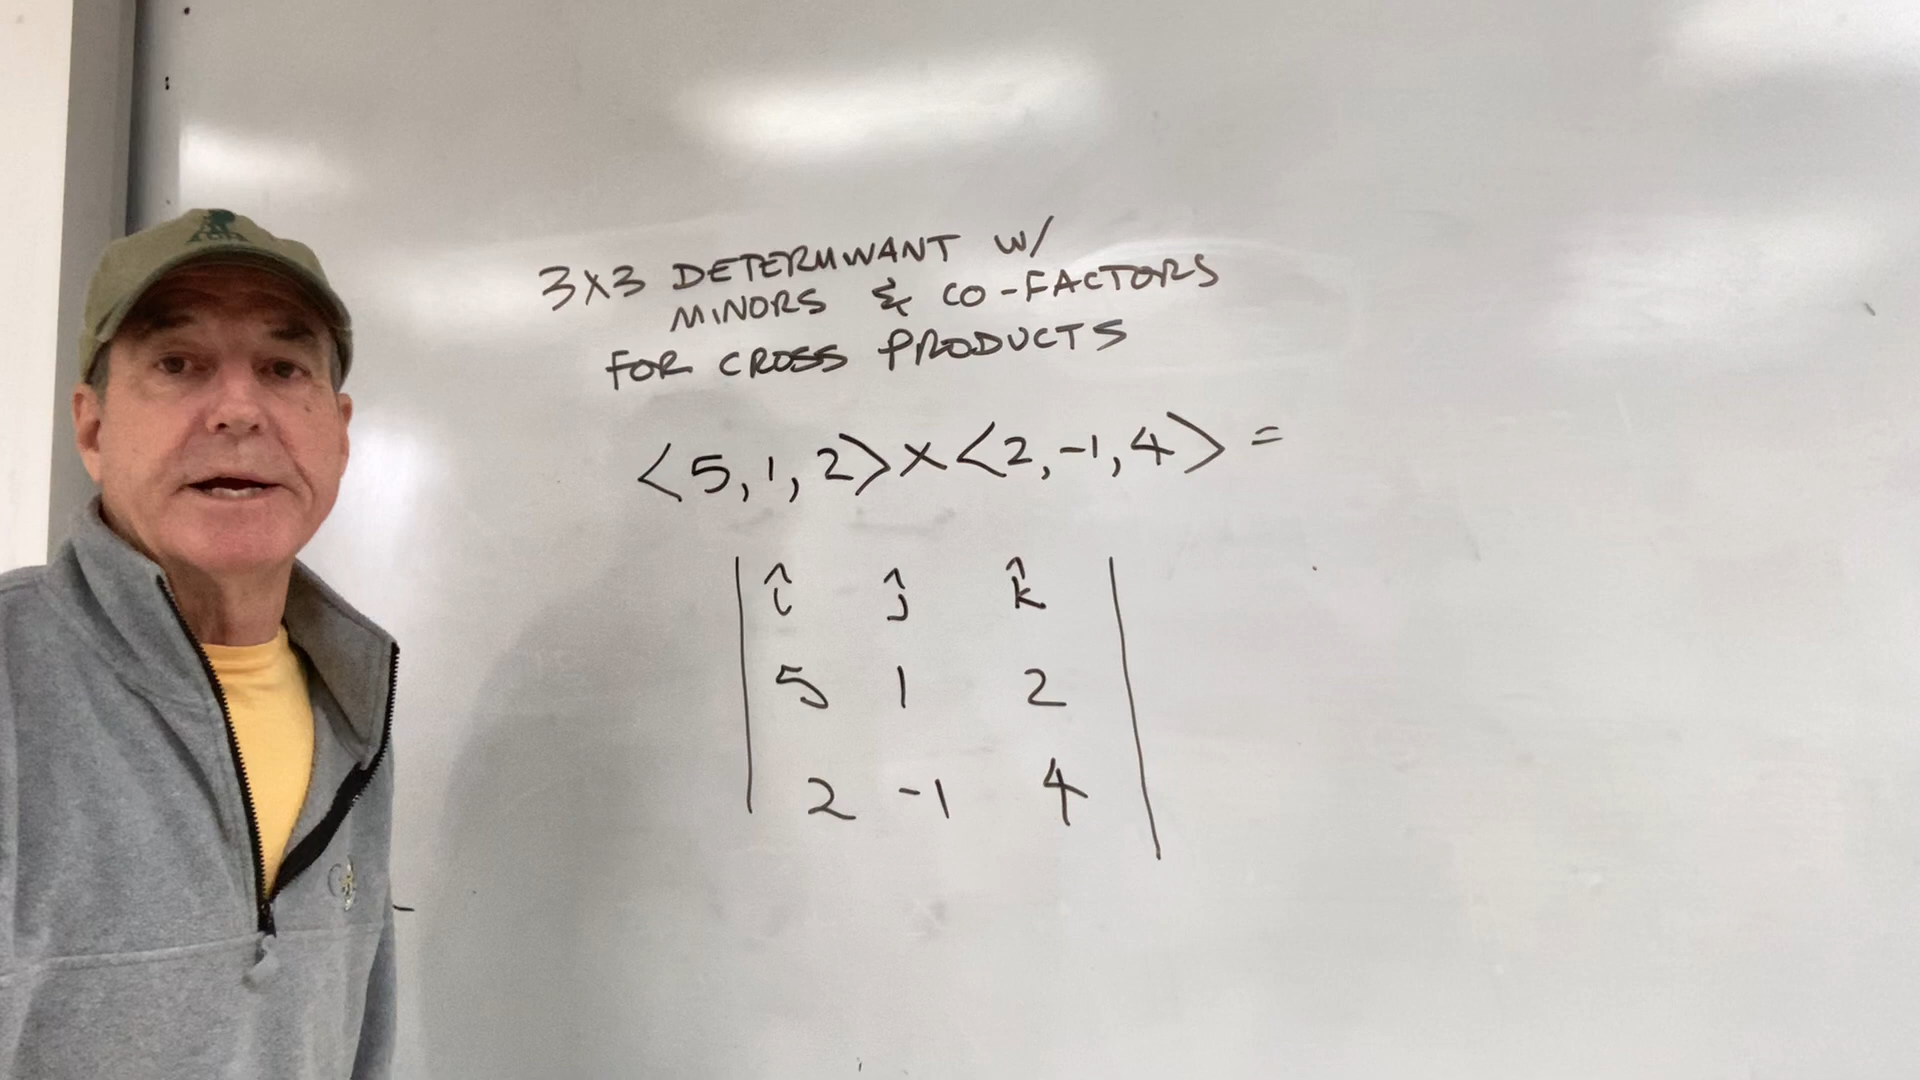 3X3 DETERMINANT W/
MINORS & CO-FACTORS
FOR CROSS PRODUCTS
<5, 1, 2> × <2, -1, 4> =
î ĵ k̂
5 1 2
2 -1 4